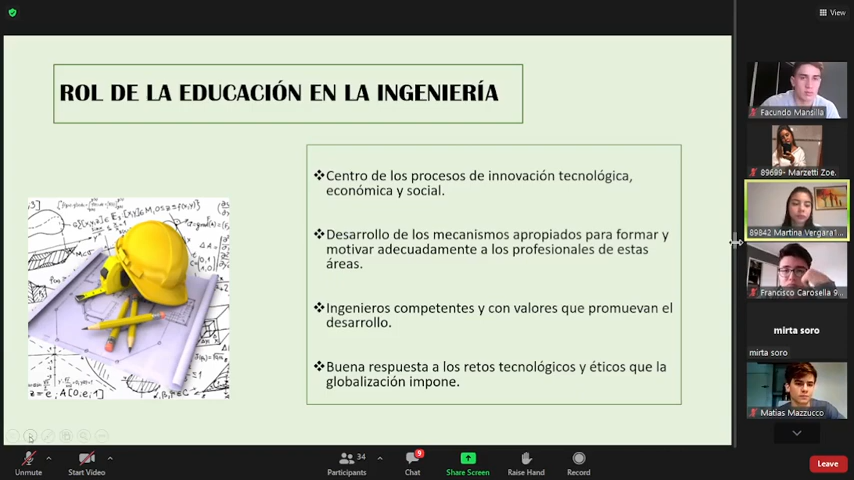 View
ROL DE LA EDUCACIÓN EN LA INGENIERÍA
❖Centro de los procesos de innovación tecnológica,
económica y social.
❖Desarrollo de los mecanismos apropiados para formar y
motivar adecuadamente a los profesionales de estas
áreas.
❖Ingenieros competentes y con valores que promuevan el
desarrollo.
❖Buena respuesta a los retos tecnológicos y éticos que la
globalización impone.
Facundo Mansilla
89699- Marzetti Zoe.
89842 Martina Vergara1...
Francisco Carosella 9...
mirta soro
mirta soro
Matias Mazzucco
Unmute
Start Video
34
Participants
9
Chat
Share Screen
Raise Hand
Record
Leave